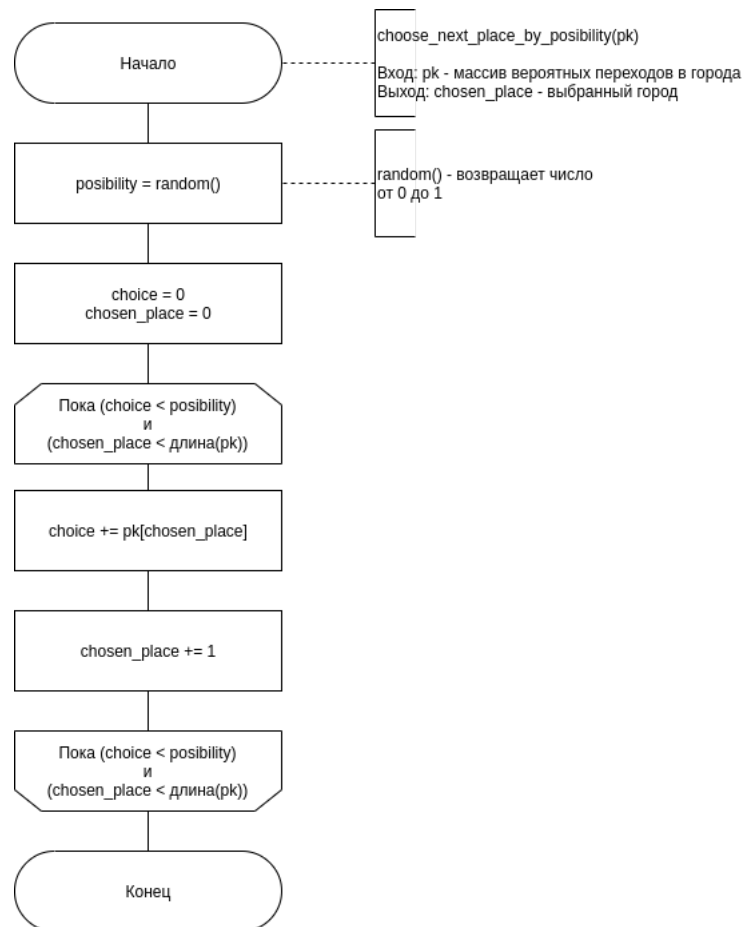 Начало
choose_next_place_by_posibility(pk)
Вход: pk - массив вероятных переходов в города
Выход: chosen_place - выбранный город
posibility = random()
random() - возвращает число
от 0 до 1
choice = 0
chosen_place = 0
Пока (choice < posibility)
и
(chosen_place < длина(pk))
choice += pk[chosen_place]
chosen_place += 1
Пока (choice < posibility)
и
(chosen_place < длина(pk))
Конец